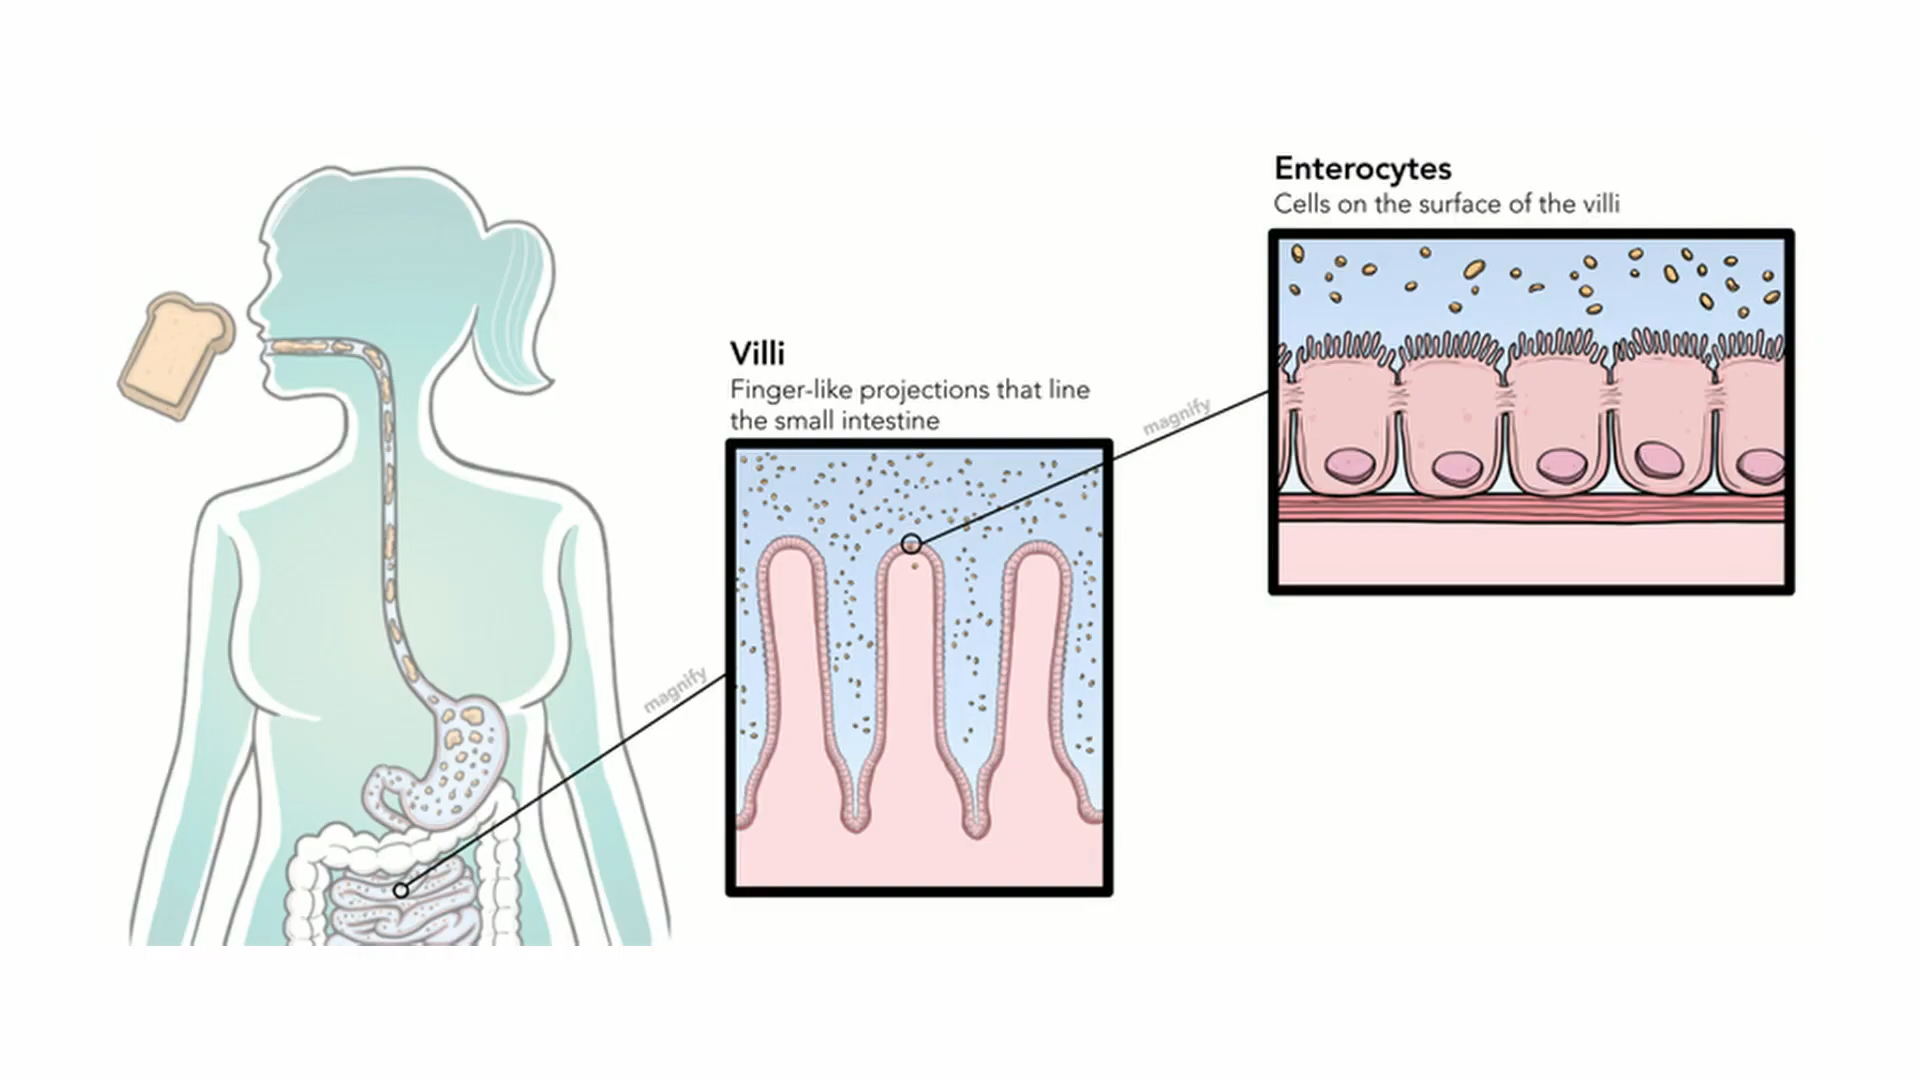 Enterocytes
Cells on the surface of the villi
Villi
Finger-like projections that line
the small intestine
magnify
magnify